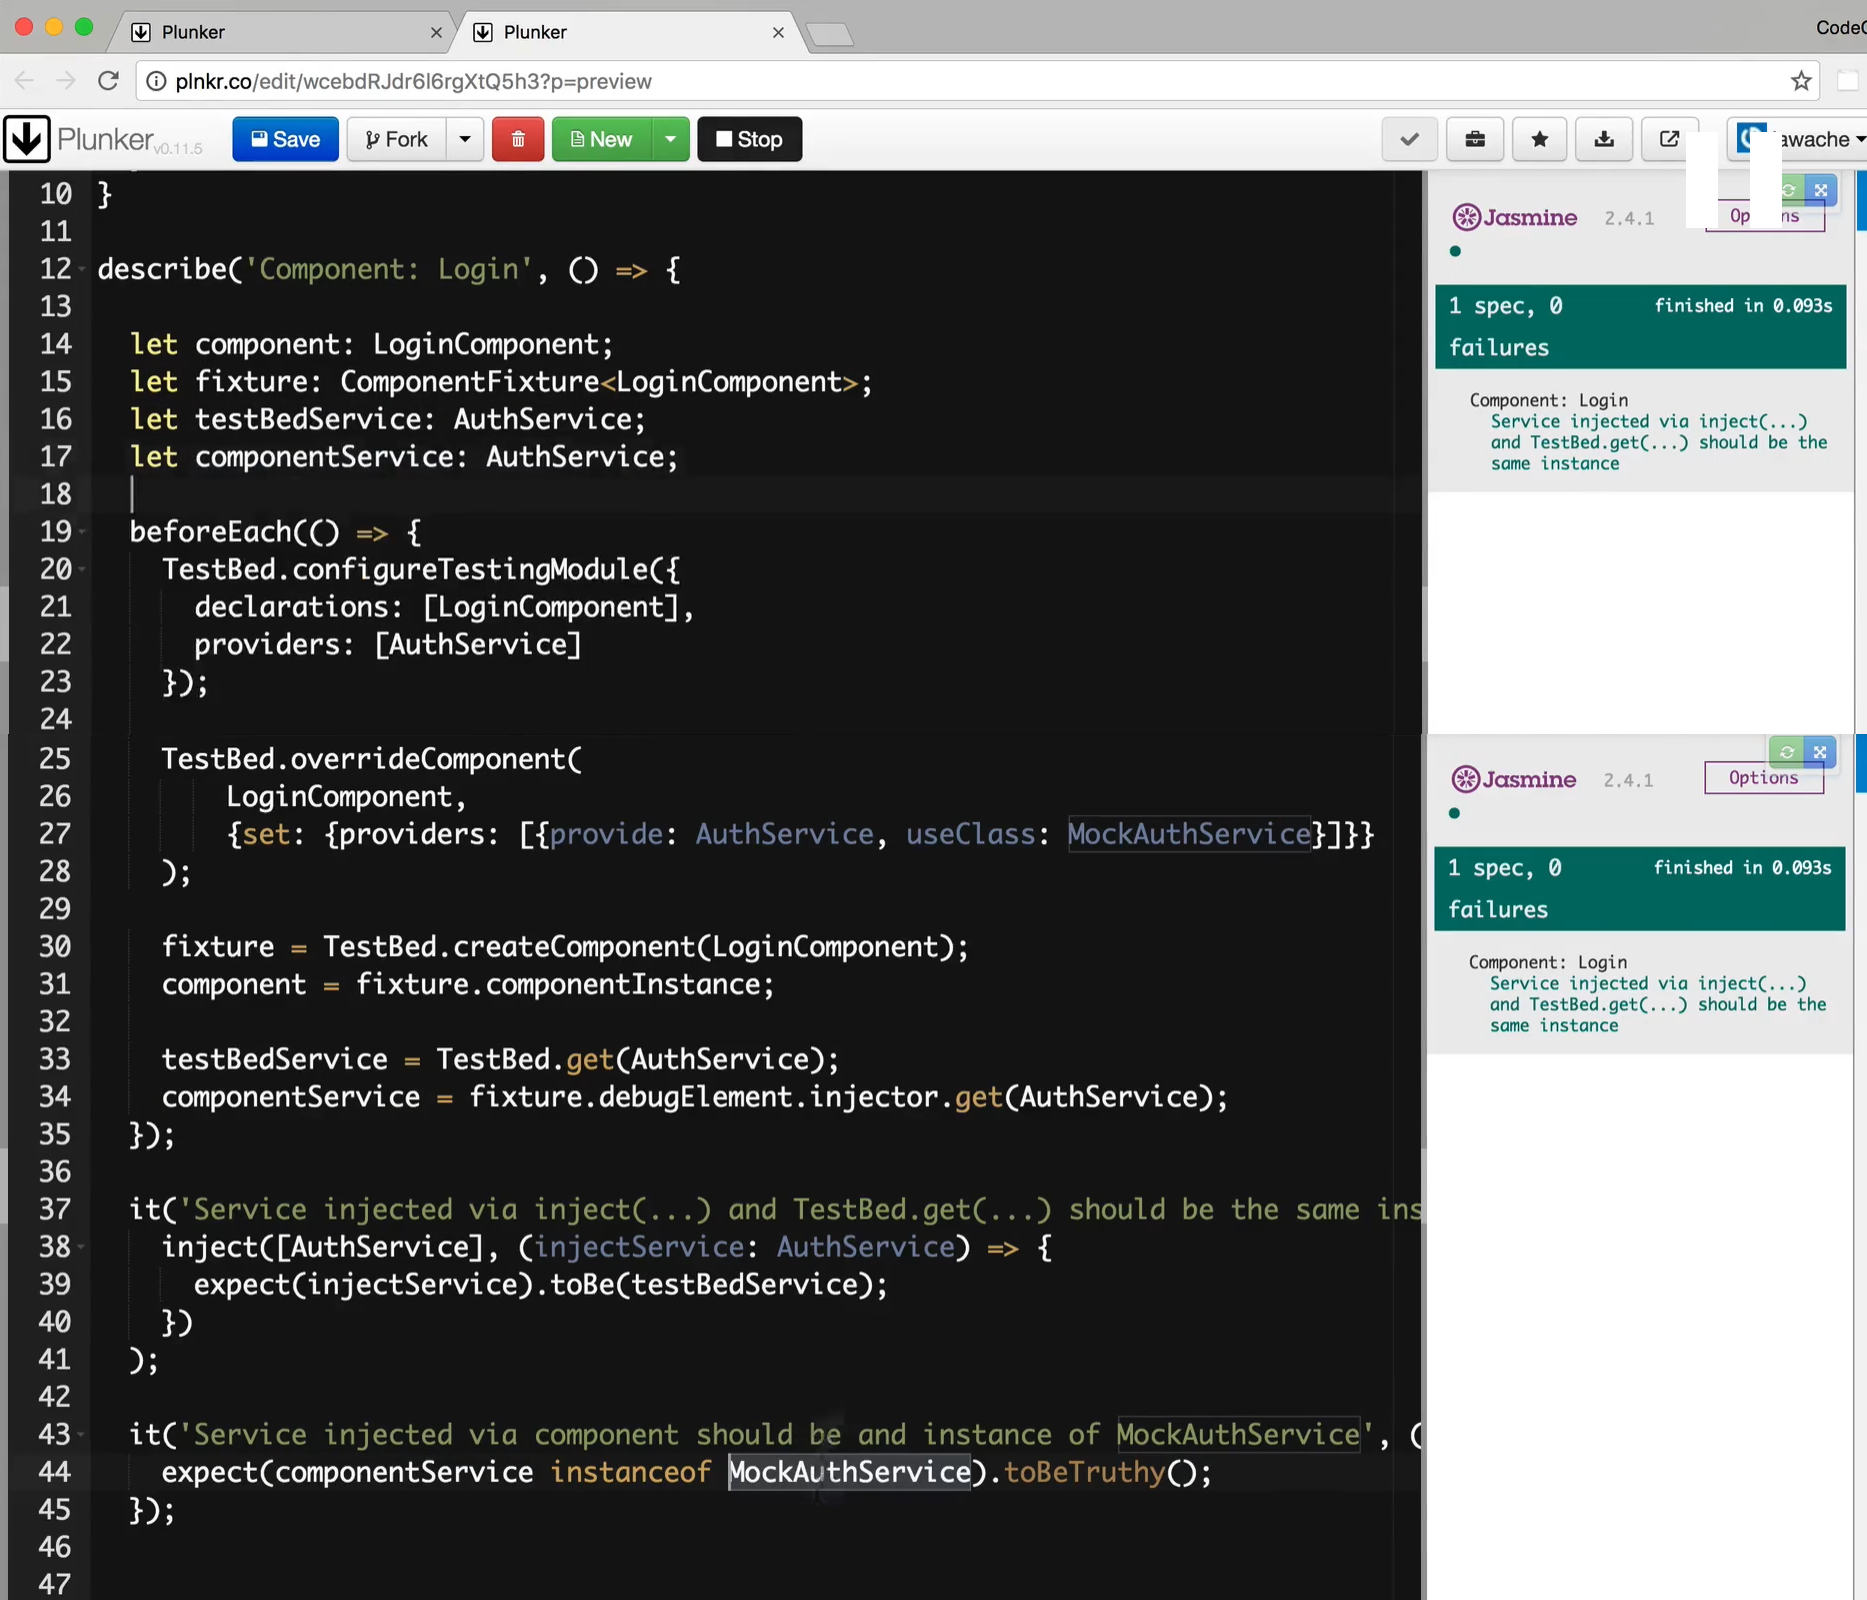 Plunker
Plunker
CodeC
plnkr.co/edit/wcebdRJdr6l6rgXtQ5h3?p=preview
Plunker v0.11.5 Save Fork New Stop awache
10 }
11
12 describe('Component: Login', () => {
13
14 let component: LoginComponent;
15 let fixture: ComponentFixture<LoginComponent>;
16 let testBedService: AuthService;
17 let componentService: AuthService;
18
19 beforeEach(() => {
20 TestBed.configureTestingModule({
21 declarations: [LoginComponent],
22 providers: [AuthService]
23 });
24
25 TestBed.overrideComponent(
26 LoginComponent,
27 {set: {providers: [{provide: AuthService, useClass: MockAuthService}]}}
28 );
29
30 fixture = TestBed.createComponent(LoginComponent);
31 component = fixture.componentInstance;
32
33 testBedService = TestBed.get(AuthService);
34 componentService = fixture.debugElement.injector.get(AuthService);
35 });
36
37 it('Service injected via inject(...) and TestBed.get(...) should be the same ins
38 inject([AuthService], (injectService: AuthService) => {
39 expect(injectService).toBe(testBedService);
40 })
41 );
42
43 it('Service injected via component should be and instance of MockAuthService', (
44 expect(componentService instanceof MockAuthService).toBeTruthy();
45 });
46
47
Jasmine 2.4.1 Op ns
1 spec, 0 finished in 0.093s
failures
Component: Login
Service injected via inject(...)
and TestBed.get(...) should be the
same instance
Jasmine 2.4.1 Options
1 spec, 0 finished in 0.093s
failures
Component: Login
Service injected via inject(...)
and TestBed.get(...) should be the
same instance